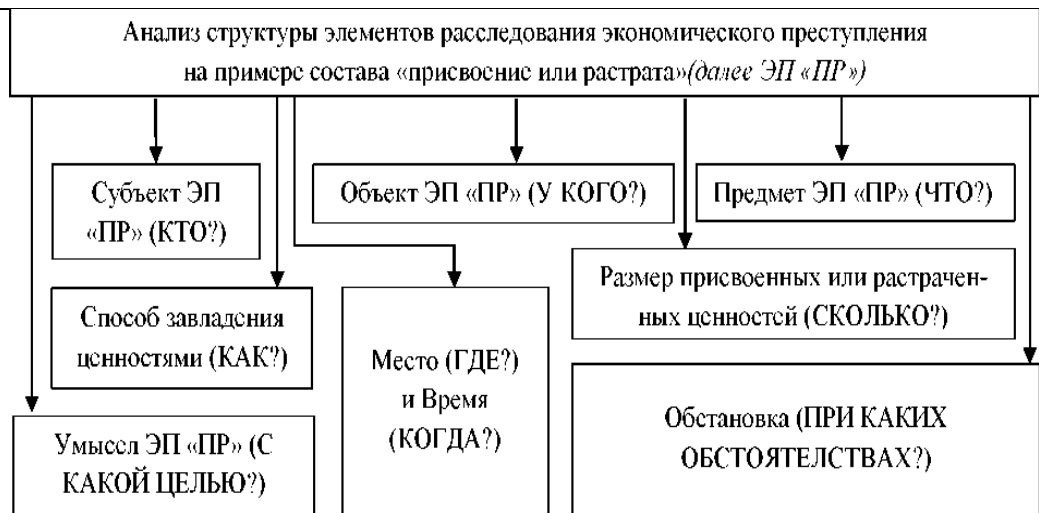 Анализ структуры элементов расследования экономического преступления
на примере состава «присвоение или растрата»(далее ЭП «ПР»)
Субъект ЭП
«ПР» (КТО?)
Объект ЭП «ПР» (У КОГО?)
Предмет ЭП «ПР» (ЧТО?)
Способ завладения
ценностями (КАК?)
Место (ГДЕ?)
и Время
(КОГДА?)
Размер присвоенных или растрачен-
ных ценностей (СКОЛЬКО?)
Умысел ЭП «ПР» (С
КАКОЙ ЦЕЛЬЮ?)
Обстановка (ПРИ КАКИХ
ОБСТОЯТЕЛСТВАХ?)